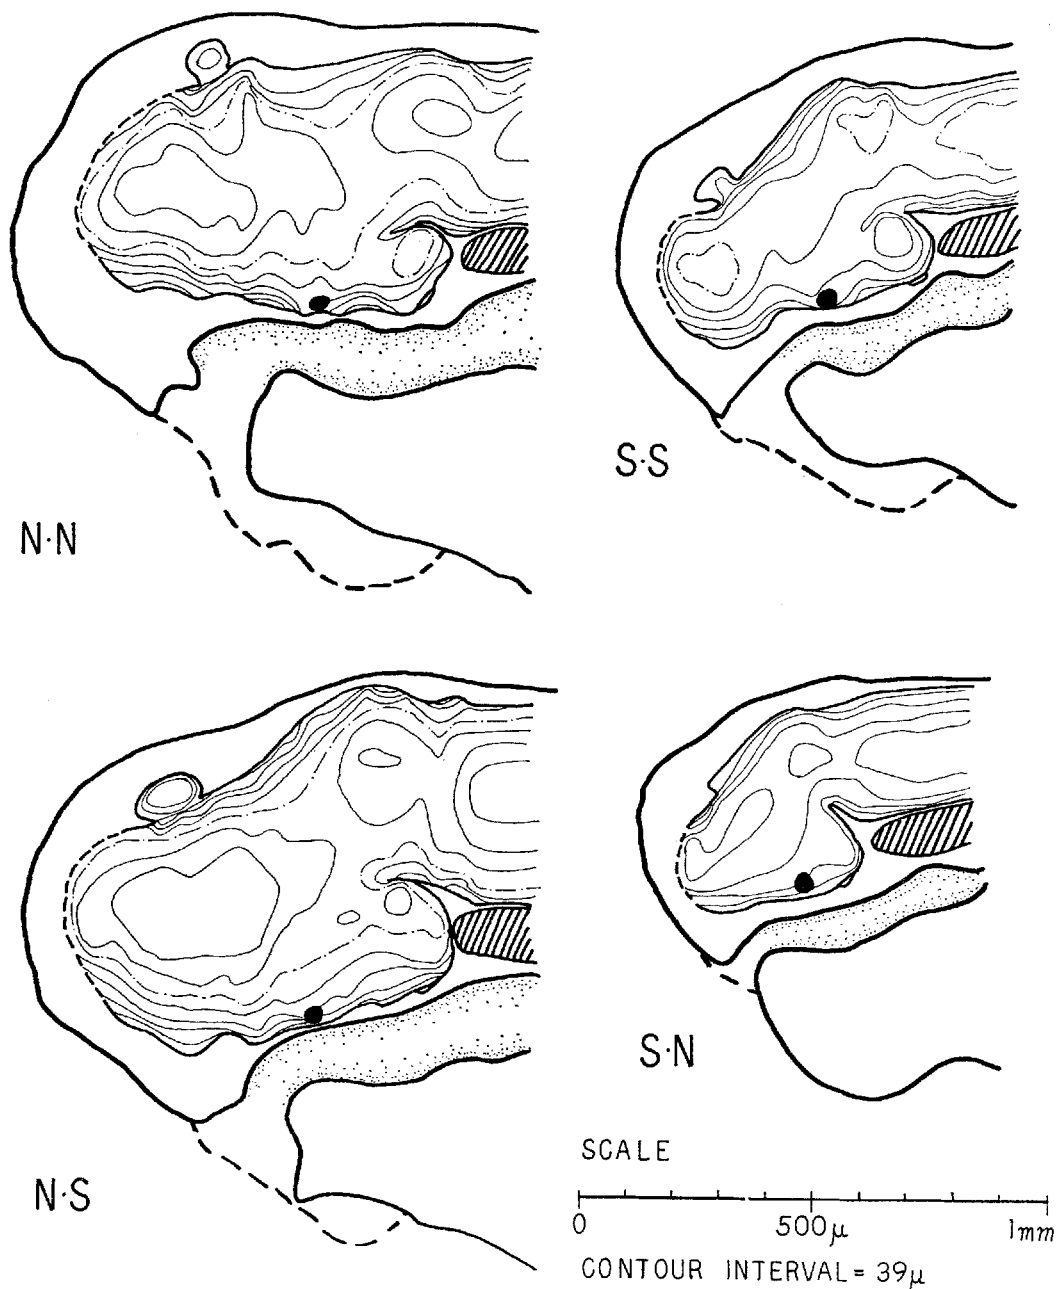 N·N
S·S
N·S
S·N
SCALE
0 500μ 1mm
CONTOUR INTERVAL = 39μ